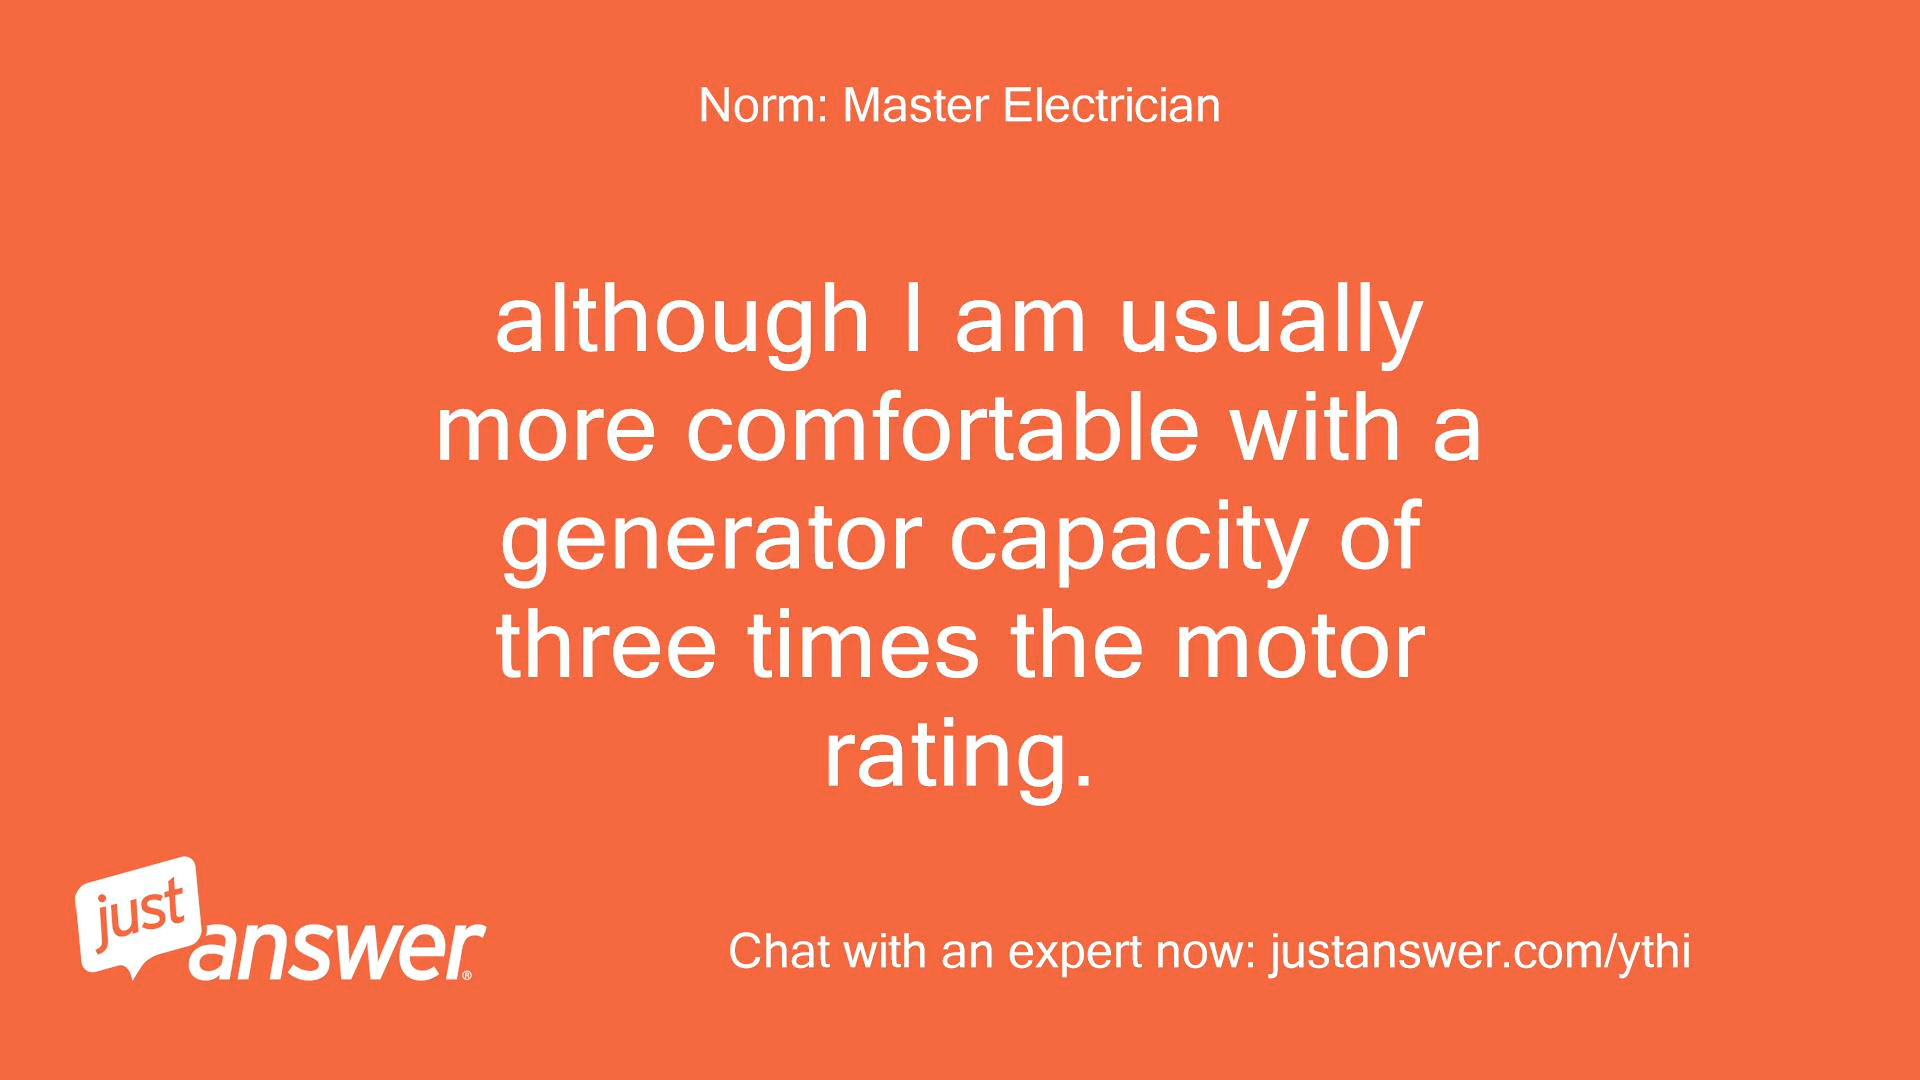 Norm: Master Electrician
although I am usually
more comfortable with a
generator capacity of
three times the motor
rating.
just
answer®
Chat with an expert now: justanswer.com/ythi